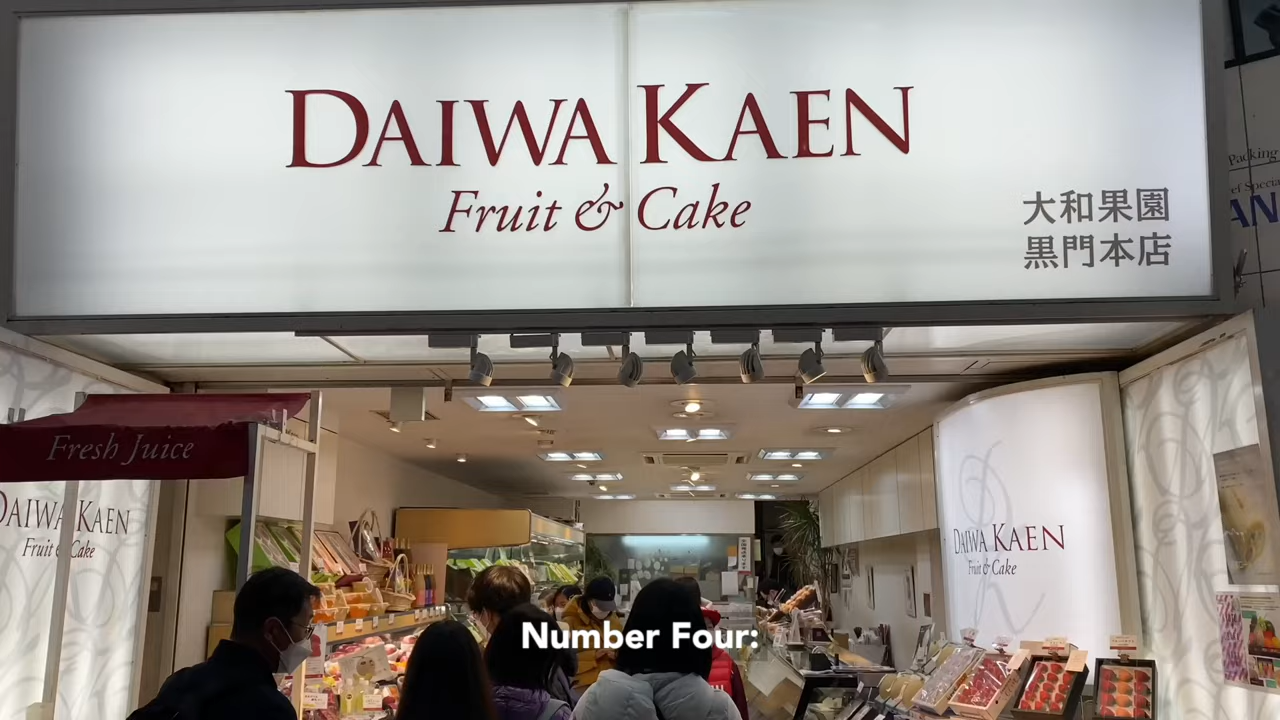 DAIWA KAEN
Fruit & Cake
大和果園
黒門本店
Packing
Fresh Juice
DAIWA KAEN
Fruit & Cake
DAIWA KAEN
Fruit & Cake
Number Four: